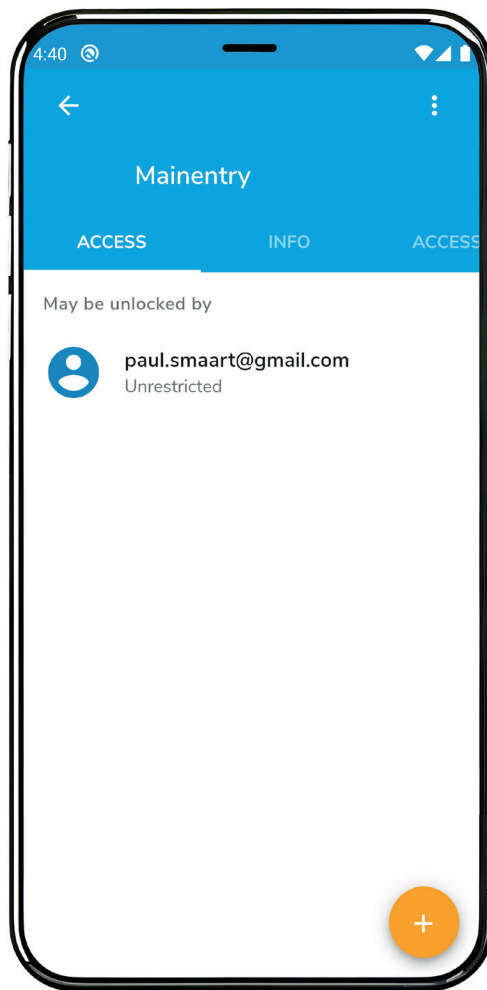 4:40
Mainentry
ACCESS INFO ACCESS
May be unlocked by
paul.smaart@gmail.com
Unrestricted